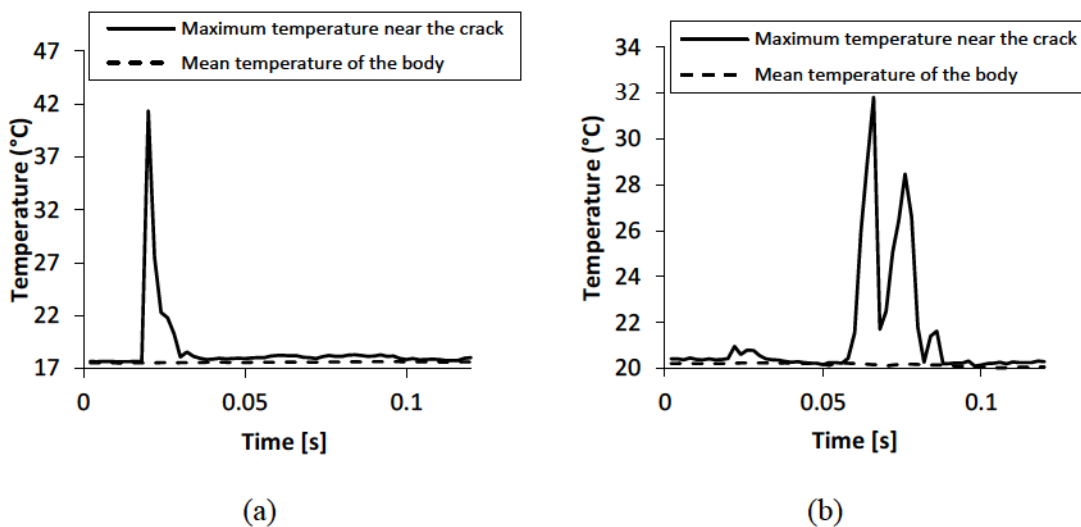 Maximum temperature near the crack
Mean temperature of the body
Temperature (°C)
47
42
37
32
27
22
17
0
0.05
0.1
Time [s]
(a)
Maximum temperature near the crack
Mean temperature of the body
Temperature (°C)
34
32
30
28
26
24
22
20
0
0.05
0.1
Time [s]
(b)